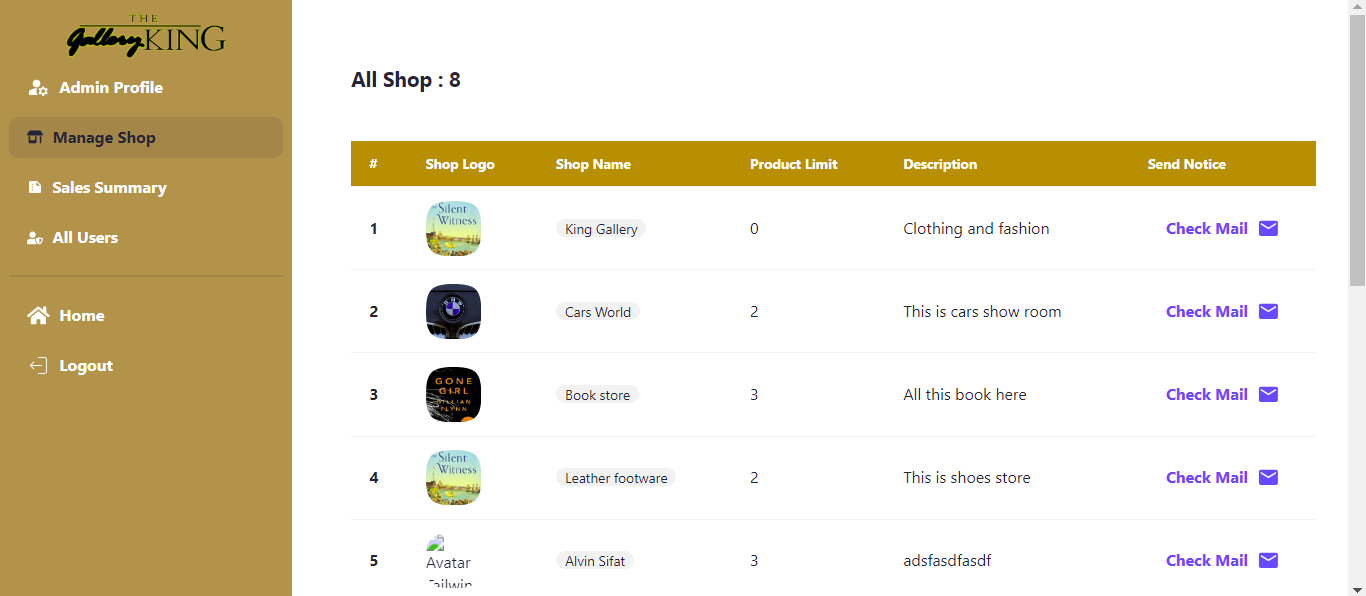 THE
Gallery KING
Admin Profile
Manage Shop
Sales Summary
All Users
Home
Logout
All Shop : 8
# Shop Logo Shop Name Product Limit Description Send Notice
Silent
Witness
1 King Gallery 0 Clothing and fashion Check Mail
2 Cars World 2 This is cars show room Check Mail
GONE
GIRL
GILLIAN
FLYNN
3 Book store 3 All this book here Check Mail
Silent
Witness
4 Leather footware 2 This is shoes store Check Mail
Avatar
Tailwin
5 Alvin Sifat 3 adsfasdfasdf Check Mail